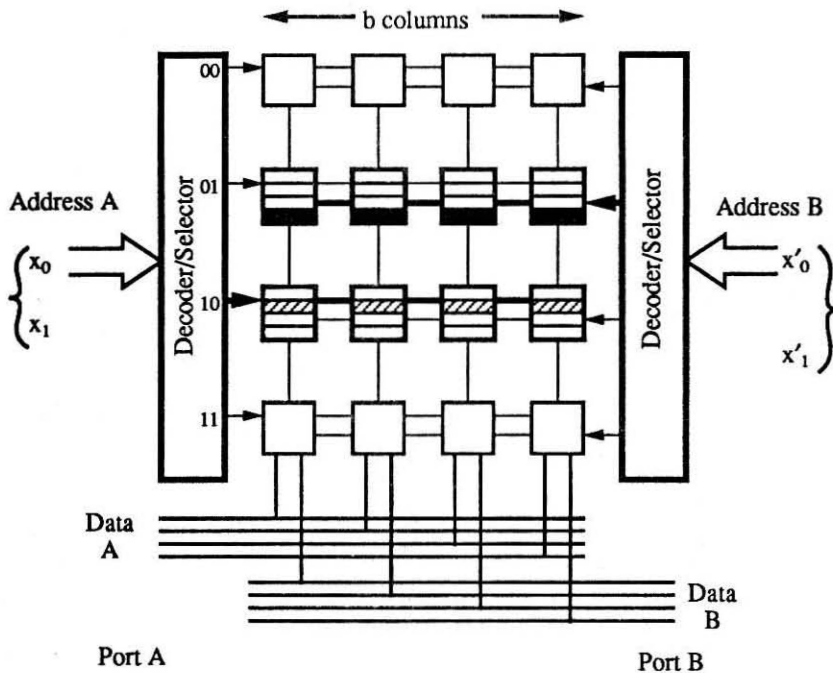 b columns
00
01
10
11
Decoder/Selector
Decoder/Selector
Address A
x₀
x₁
Address B
x'₀
x'₁
Data
A
Data
B
Port A
Port B